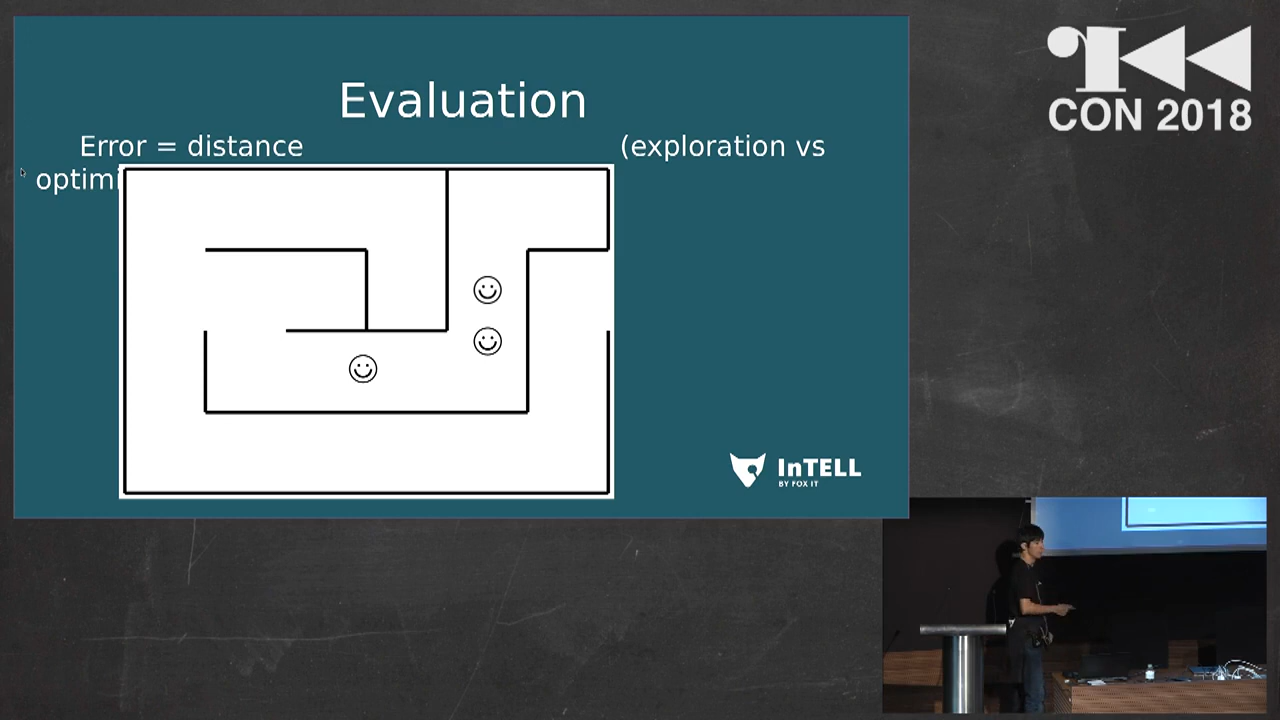 Evaluation
Error = distance (exploration vs
optimi
InTELL
BY FOX IT
CON 2018